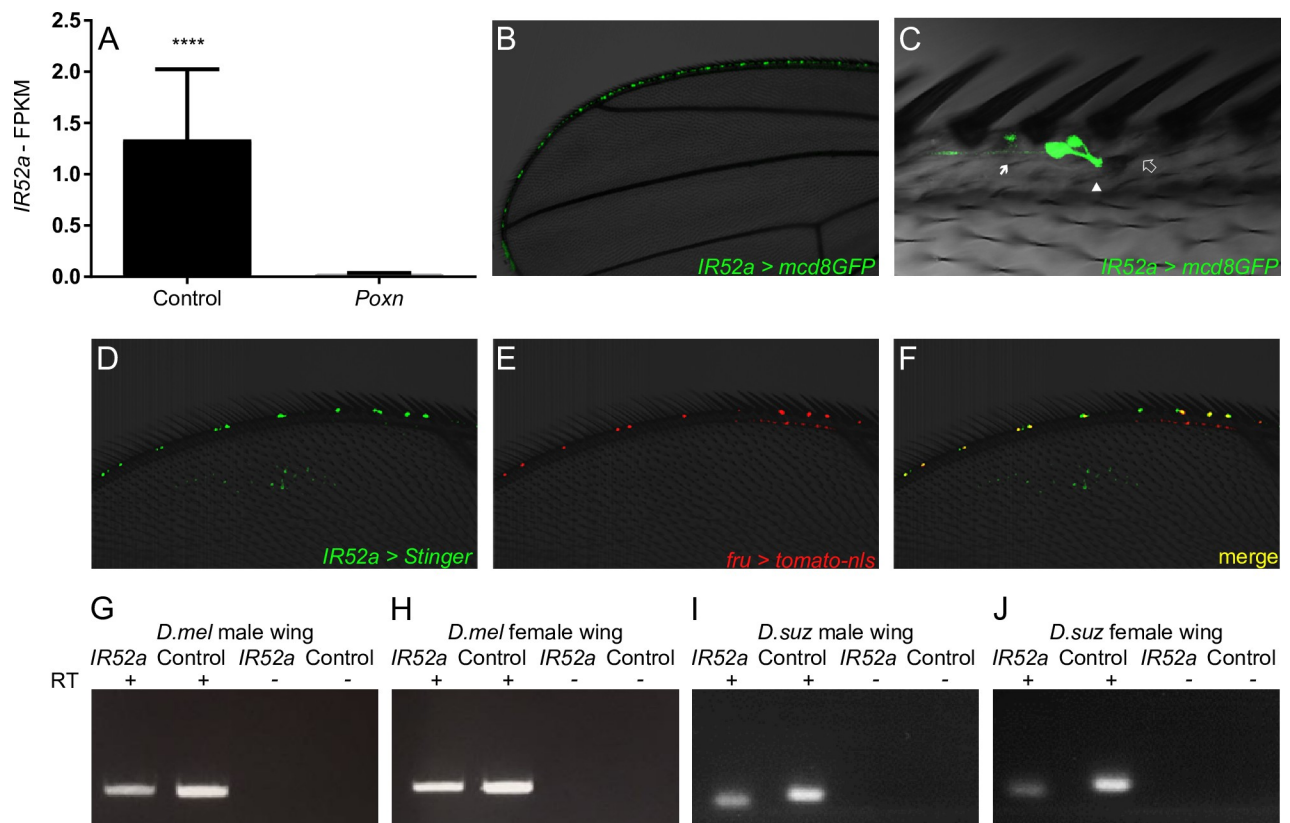 A
****
IR52a - FPKM
2.5
2.0
1.5
1.0
0.5
0.0
Control Poxn
B
IR52a > mcd8GFP
C
IR52a > mcd8GFP
D
IR52a > Stinger
E
fru > tomato-nls
F
merge
G
D.mel male wing
IR52a Control IR52a Control
RT + + - -
H
D.mel female wing
IR52a Control IR52a Control
+ + - -
I
D.suz male wing
IR52a Control IR52a Control
+ + - -
J
D.suz female wing
IR52a Control IR52a Control
+ + - -